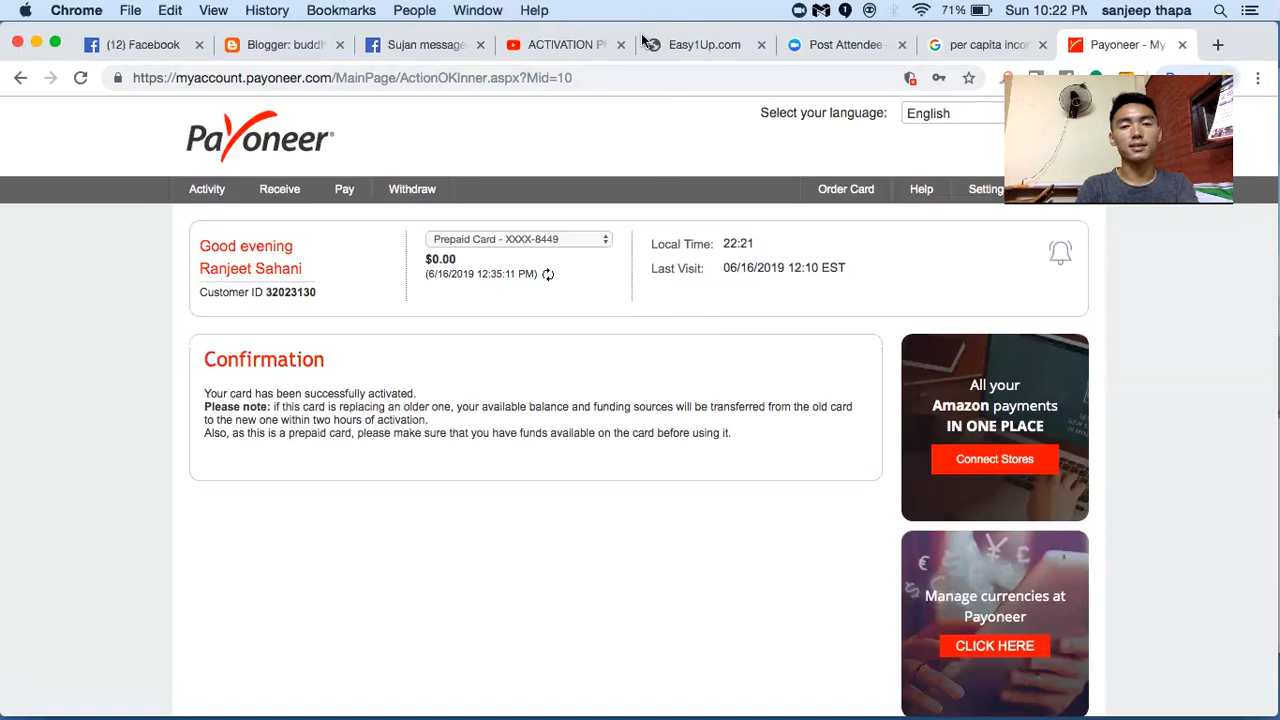 Chrome File Edit View History Bookmarks People Window Help 71% Sun 10:22 PM sanjeep thapa
(12) Facebook Blogger: buddh Sujan message ACTIVATION P Easy1Up.com Post Attendee per capita incom Payoneer - My
https://myaccount.payoneer.com/MainPage/ActionOKInner.aspx?Mid=10
Payoneer
Select your language: English
Activity Receive Pay Withdraw Order Card Help Setting
Good evening
Ranjeet Sahani
Customer ID 32023130
Prepaid Card - XXXX-8449
$0.00
(6/16/2019 12:35:11 PM)
Local Time: 22:21
Last Visit: 06/16/2019 12:10 EST
Confirmation
Your card has been successfully activated.
Please note: if this card is replacing an older one, your available balance and funding sources will be transferred from the old card
to the new one within two hours of activation.
Also, as this is a prepaid card, please make sure that you have funds available on the card before using it.
All your
Amazon payments
IN ONE PLACE
Connect Stores
Manage currencies at
Payoneer
CLICK HERE